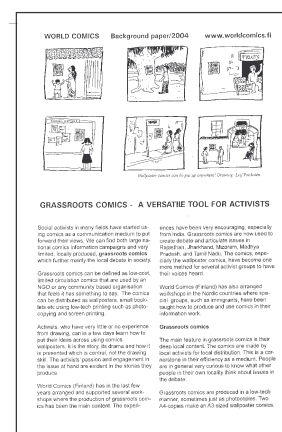 WORLD COMICS Background paper/2004 www.worldcomics.fi
Wallpaper comics can be put up anywhere! Drawing: Leif Packalen
GRASSROOTS COMICS - A VERSATILE TOOL FOR ACTIVISTS
Social activists in many fields have started us-
ing comics as a communication medium to put
forward their views. We can find both large na-
tional comics information campaigns and very
limited, locally produced, grassroots comics
which further mainly the local debate in society.
Grassroots comics can be defined as low-cost,
limited circulation comics that are used by an
NGO or any community based organisation
that feels it has something to say. The comics
can be distributed as wallposters, small book-
lets etc using low-tech printing such as photo-
copying and screen printing.
Activists, who have very little or no experience
from drawing, can in a few days learn how to
put their ideas across using comics
wallposters. It is the story, its drama and how it
is presented which is central, not the drawing
skill. The activists' passion and engagement in
the issue at hand are evident in the stories they
produce.
World Comics (Finland) has in the last few
years arranged and supported several work-
shops where the production of grassroots com-
ics has been the main content. The experi-
ences have been very encouraging, especially
from India. Grassroots comics are now used to
create debate and articulate issues in
Rajasthan, Jharkhand, Mizoram, Madhya
Pradesh, and Tamil Nadu. The comics, espe-
cially the wallposter comics, have become one
more method for several activist groups to have
their voices heard.
World Comics (Finland) has also arranged
workshops in the Nordic countries where spe-
cial groups, such as immigrants, have been
taught how to produce and use comics in their
information work.
Grassroots comics
The main feature in grassroots comics is their
deep local content. The comics are made by
local activists for local distribution. This is a cor-
nerstone in their efficiency as a medium. People
are in general very curious to know what other
people in their own locality think about issues in
the debate.
Grassroots comics are produced in a low-tech
manner, sometimes just as photocopies. Two
A4-copies make an A3-sized wallposter comics.